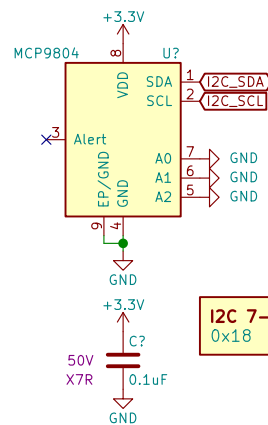 +3.3V
MCP9804
U?
8
VDD
SDA
1
I2C_SDA
SCL
2
I2C_SCL
3
Alert
A0
7
GND
A1
6
GND
A2
5
GND
EP/GND
GND
9
4
GND
+3.3V
I2C 7-
0x18
C?
50V
X7R
0.1uF
GND